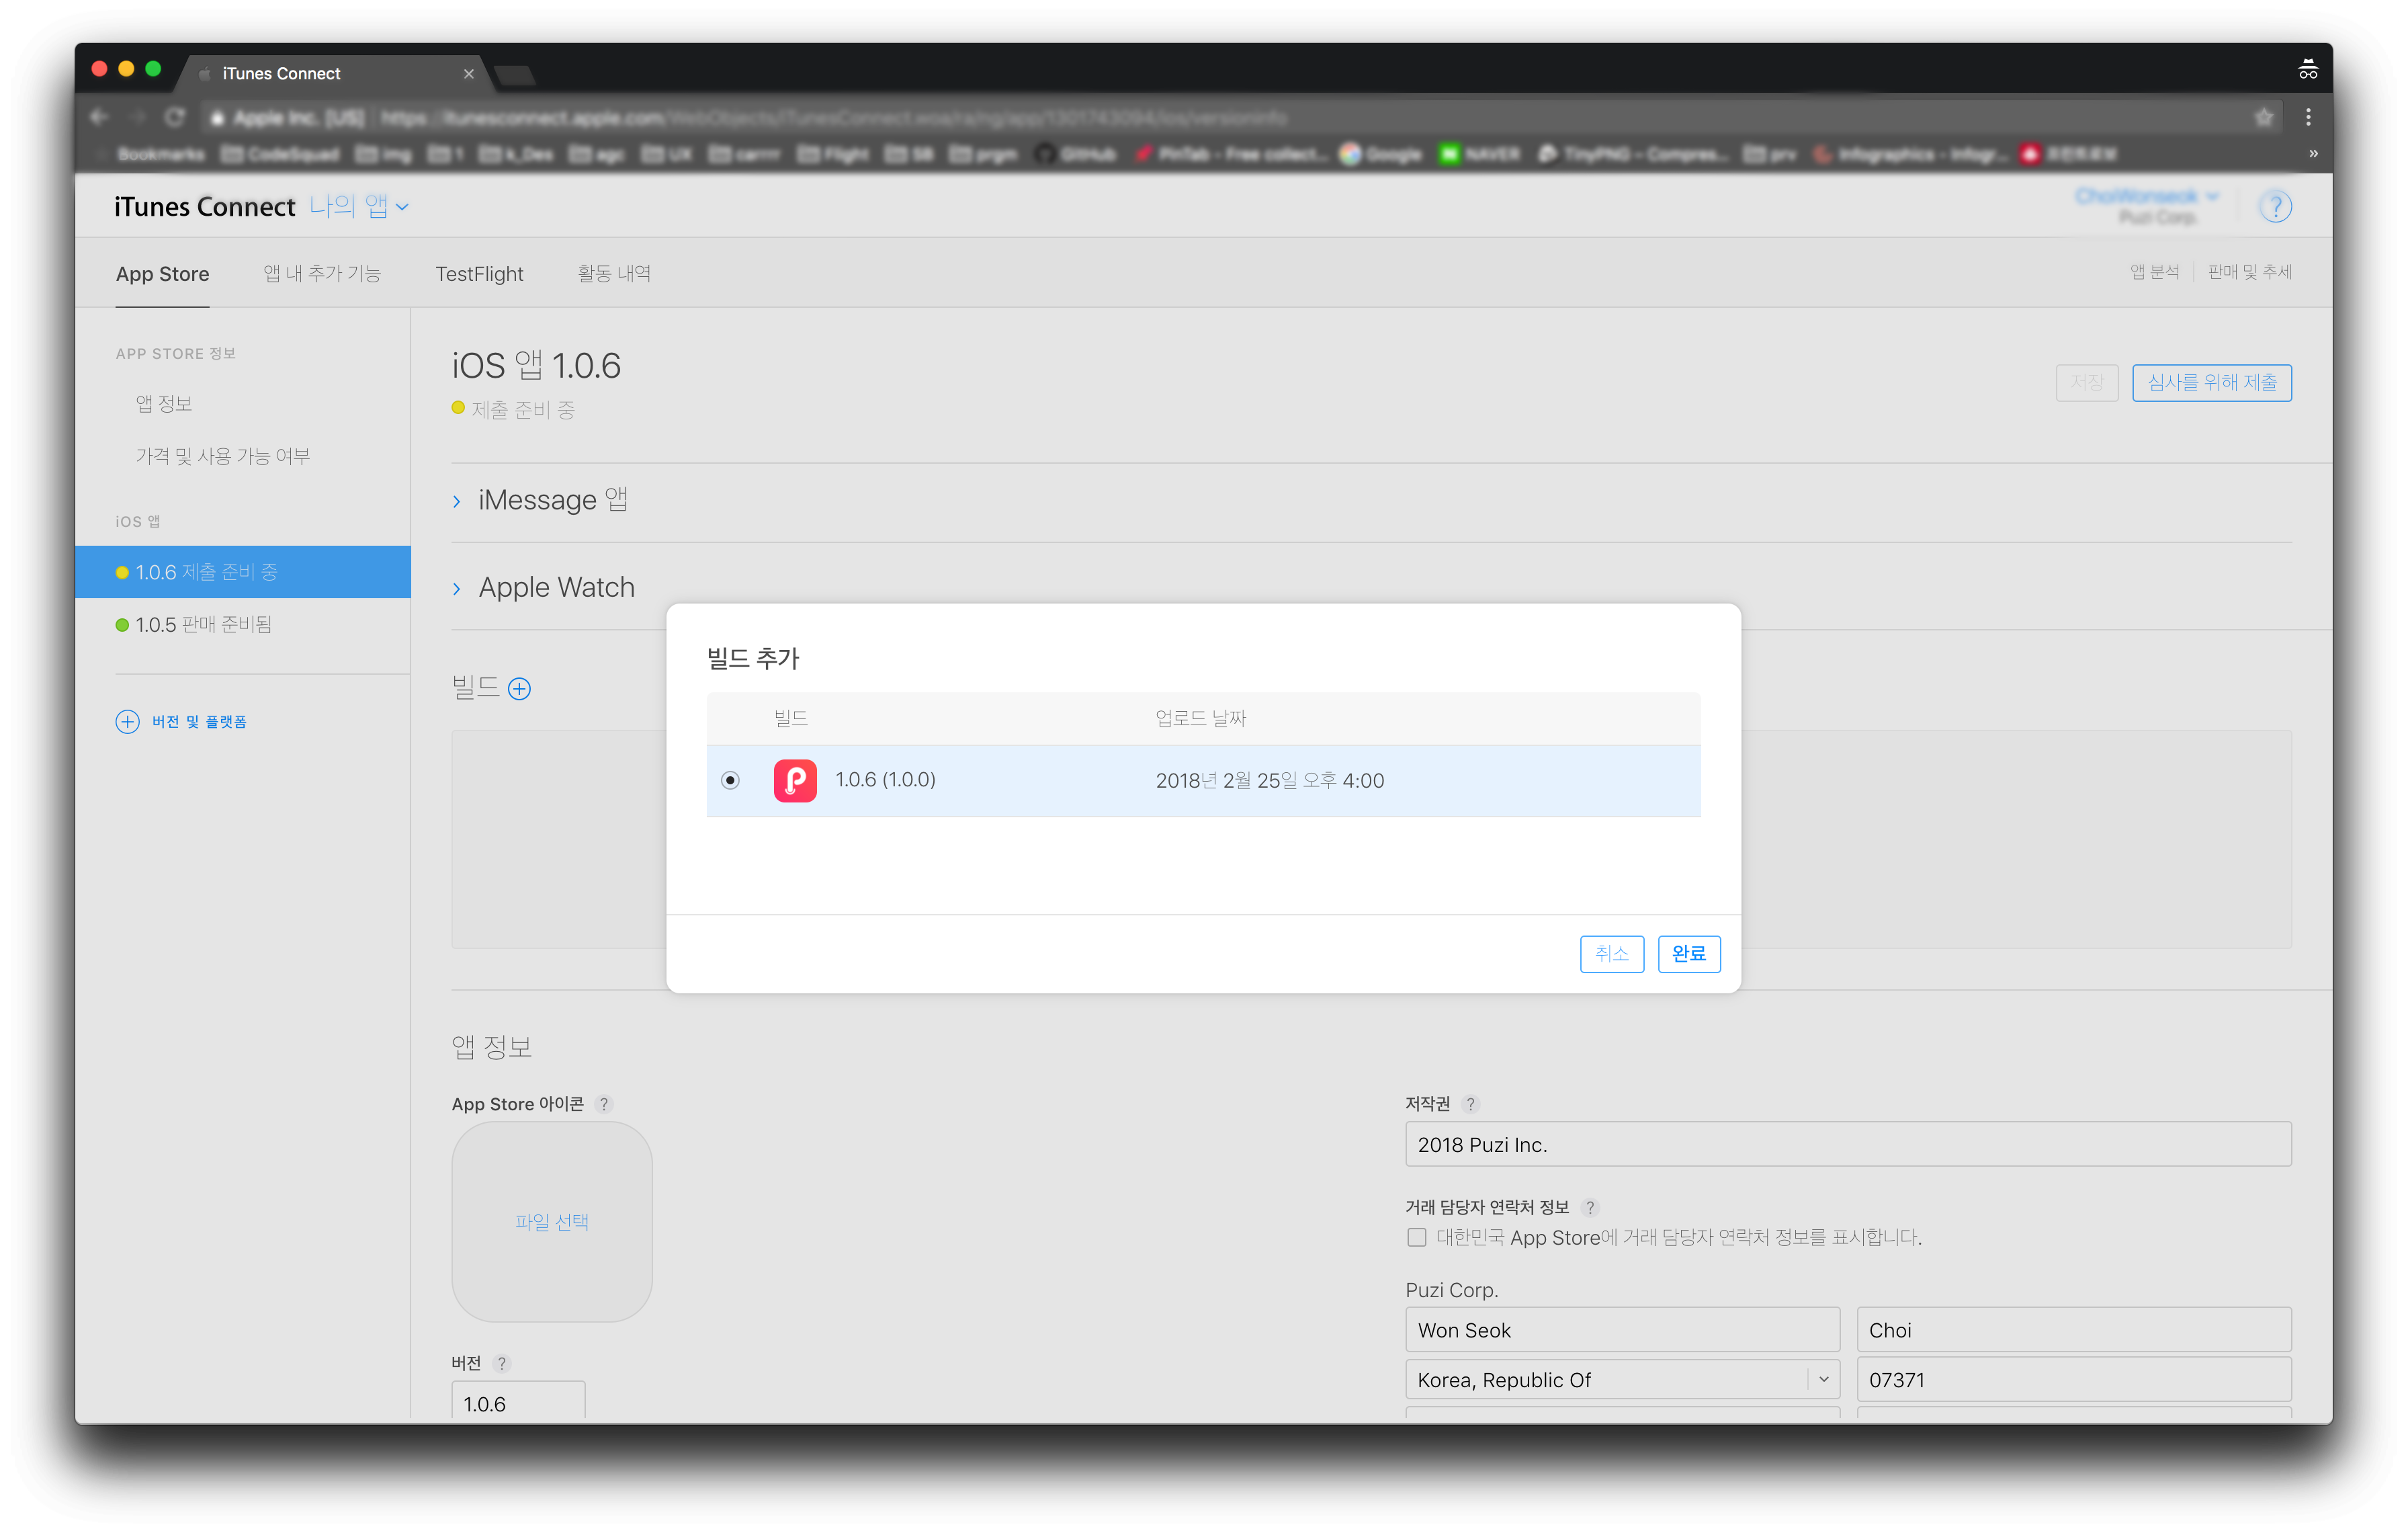 iTunes Connect
Apple Inc. [US] https://itunesconnect.apple.com/WebObjects/iTunesConnect.woa/ra/ng/app/1301743094/ios/versioninfo
Bookmarks CodeSquad img 1 k_Des agc UX carrrr Flight SB prgm GitHub PinTab - Free collect... Google NAVER TinyPNG – Compres... prv Infographics - Infogr... »
iTunes Connect 나의 앱
ChoiWonseok
Puzi Corp.
?
App Store 앱 내 추가 기능 TestFlight 활동 내역 앱 분석 판매 및 추세
APP STORE 정보
앱 정보
가격 및 사용 가능 여부
iOS 앱
1.0.6 제출 준비 중
1.0.5 판매 준비됨
버전 및 플랫폼
iOS 앱 1.0.6
제출 준비 중
저장 심사를 위해 제출
iMessage 앱
Apple Watch
빌드
빌드 추가
빌드 업로드 날짜
1.0.6 (1.0.0) 2018년 2월 25일 오후 4:00
취소 완료
앱 정보
App Store 아이콘 ?
파일 선택
버전 ?
1.0.6
저작권 ?
2018 Puzi Inc.
거래 담당자 연락처 정보 ?
대한민국 App Store에 거래 담당자 연락처 정보를 표시합니다.
Puzi Corp.
Won Seok Choi
Korea, Republic Of 07371